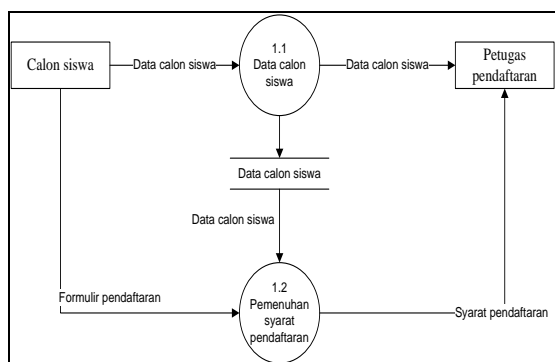 Calon siswa
Data calon siswa
1.1
Data calon
siswa
Data calon siswa
Petugas
pendaftaran
Data calon siswa
Data calon siswa
Formulir pendaftaran
1.2
Pemenuhan
syarat
pendaftaran
Syarat pendaftaran